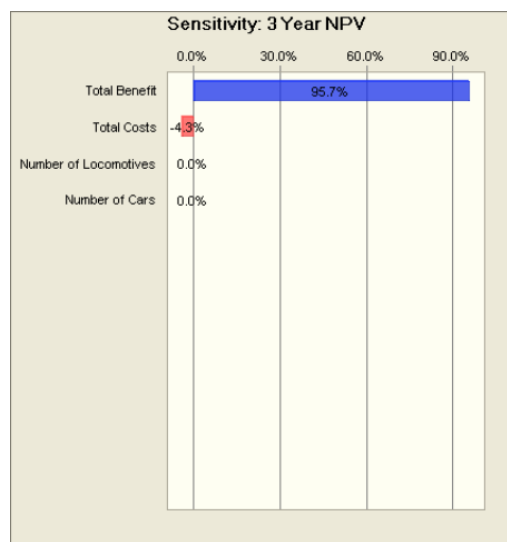 Sensitivity: 3 Year NPV
0.0% 30.0% 60.0% 90.0%
Total Benefit 95.7%
Total Costs -4.3%
Number of Locomotives 0.0%
Number of Cars 0.0%